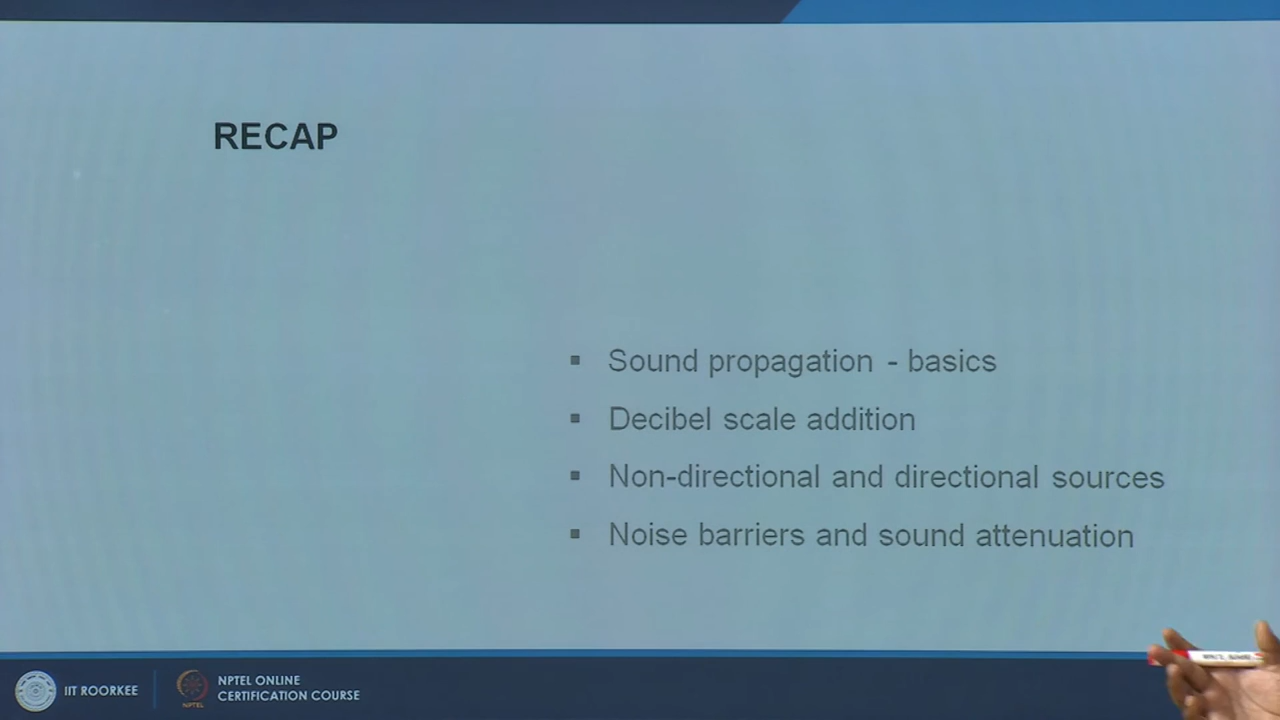 RECAP
▪ Sound propagation - basics
▪ Decibel scale addition
▪ Non-directional and directional sources
▪ Noise barriers and sound attenuation
IIT ROORKEE
NPTEL
NPTEL ONLINE
CERTIFICATION COURSE